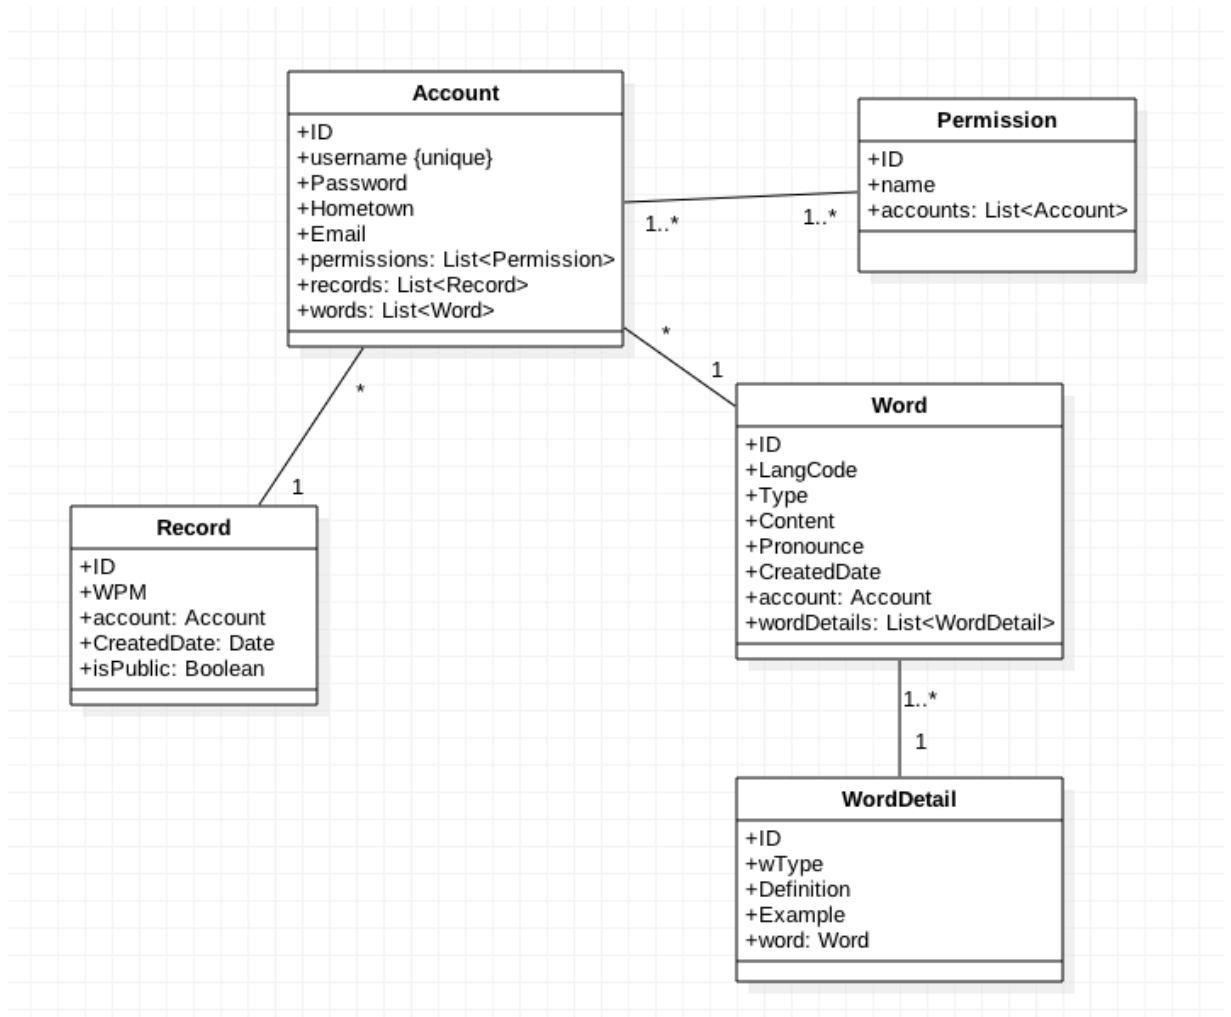 Account
+ID
+username {unique}
+Password
+Hometown
+Email
+permissions: List<Permission>
+records: List<Record>
+words: List<Word>
Permission
+ID
+name
+accounts: List<Account>
1..*
1..*
*
1
*
1
Word
+ID
+LangCode
+Type
+Content
+Pronounce
+CreatedDate
+account: Account
+wordDetails: List<WordDetail>
Record
+ID
+WPM
+account: Account
+CreatedDate: Date
+isPublic: Boolean
1..*
1
WordDetail
+ID
+wType
+Definition
+Example
+word: Word